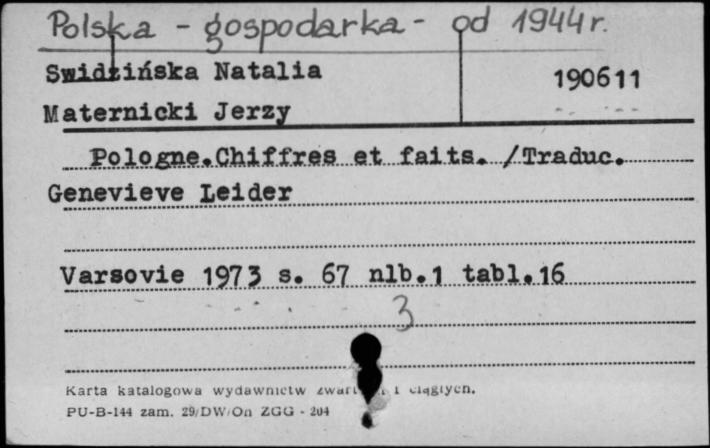 Polska - gospodarka - od 1944 r.
Swidzińska Natalia 190611
Maternicki Jerzy
Pologne.Chiffres et faits. /Traduc.
Genevieve Leider
Varsovie 1973 s. 67 nlb.1 tabl.16
3
Karta katalogowa wydawnictw i ciągłych.
PU-B-144 zam. 29/DW/On ZGG - 204